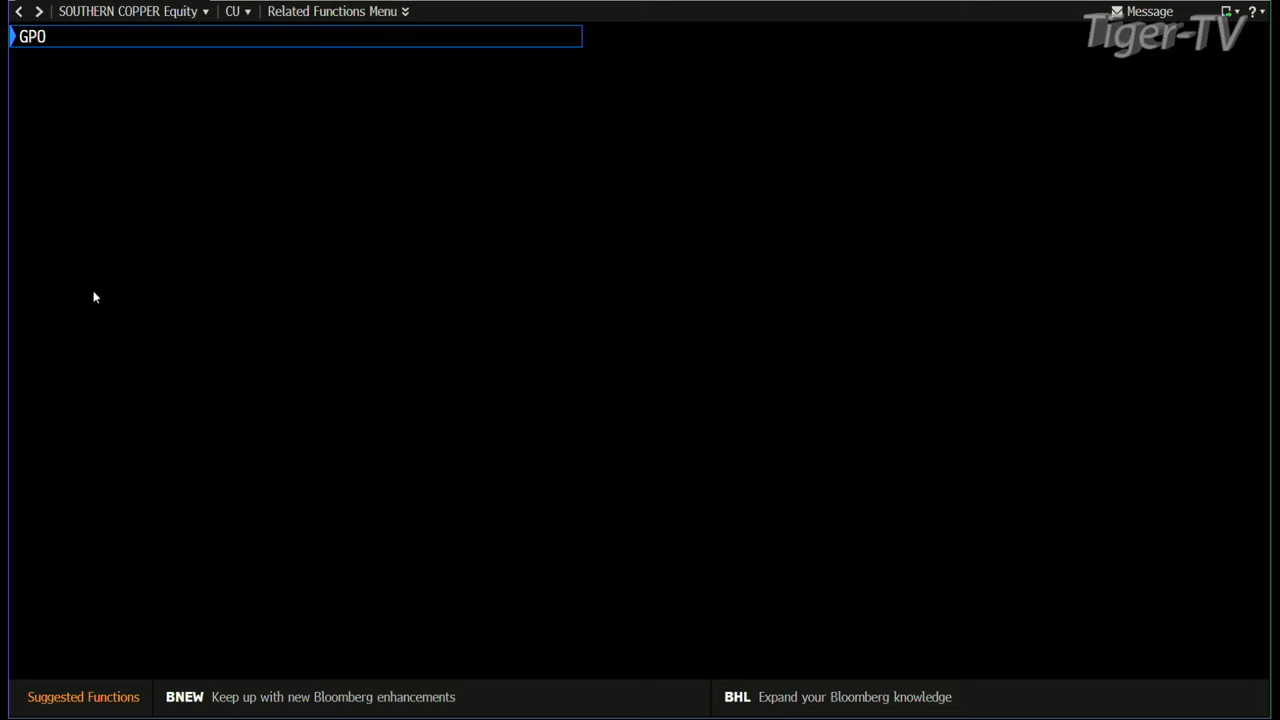 SOUTHERN COPPER Equity CU Related Functions Menu Message ?
GPO
Tiger-TV
Suggested Functions BNEW Keep up with new Bloomberg enhancements BHL Expand your Bloomberg knowledge